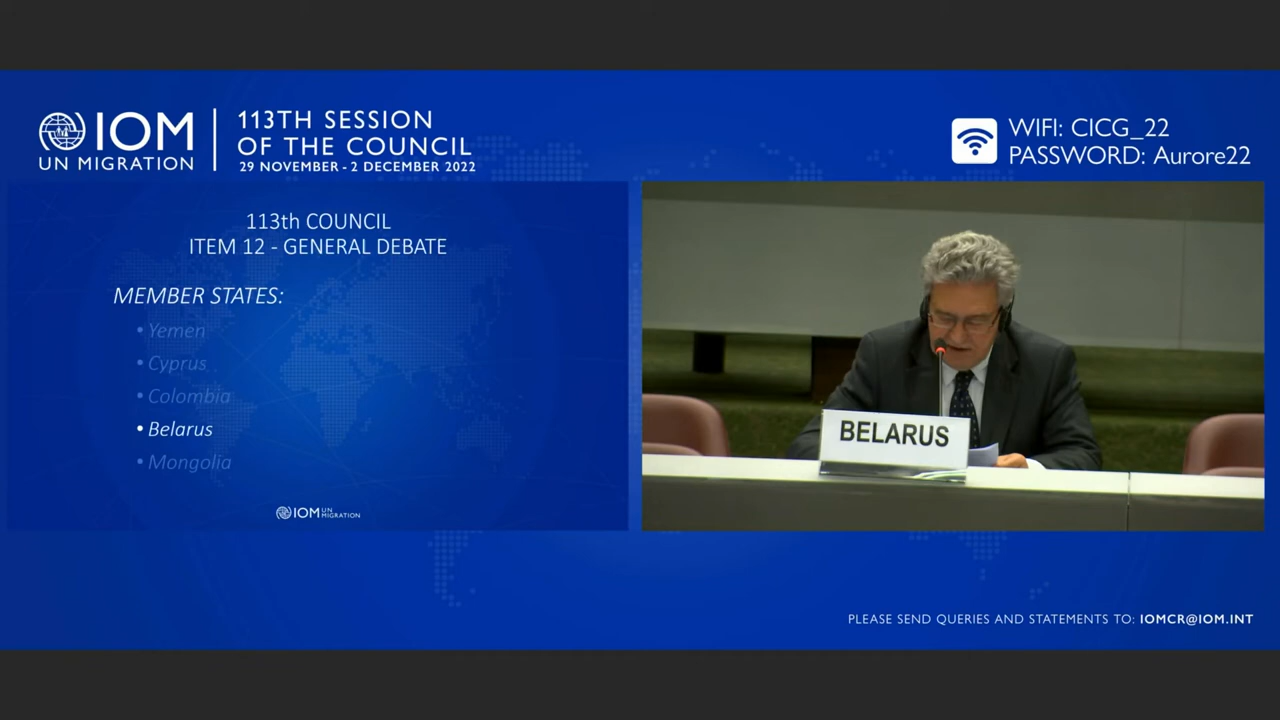 IOM
UN MIGRATION
113TH SESSION
OF THE COUNCIL
29 NOVEMBER - 2 DECEMBER 2022
WIFI: CICG_22
PASSWORD: Aurore22
113th COUNCIL
ITEM 12 - GENERAL DEBATE
MEMBER STATES:
• Yemen
• Cyprus
• Colombia
• Belarus
• Mongolia
IOM UN MIGRATION
BELARUS
PLEASE SEND QUERIES AND STATEMENTS TO: IOMCR@IOM.INT